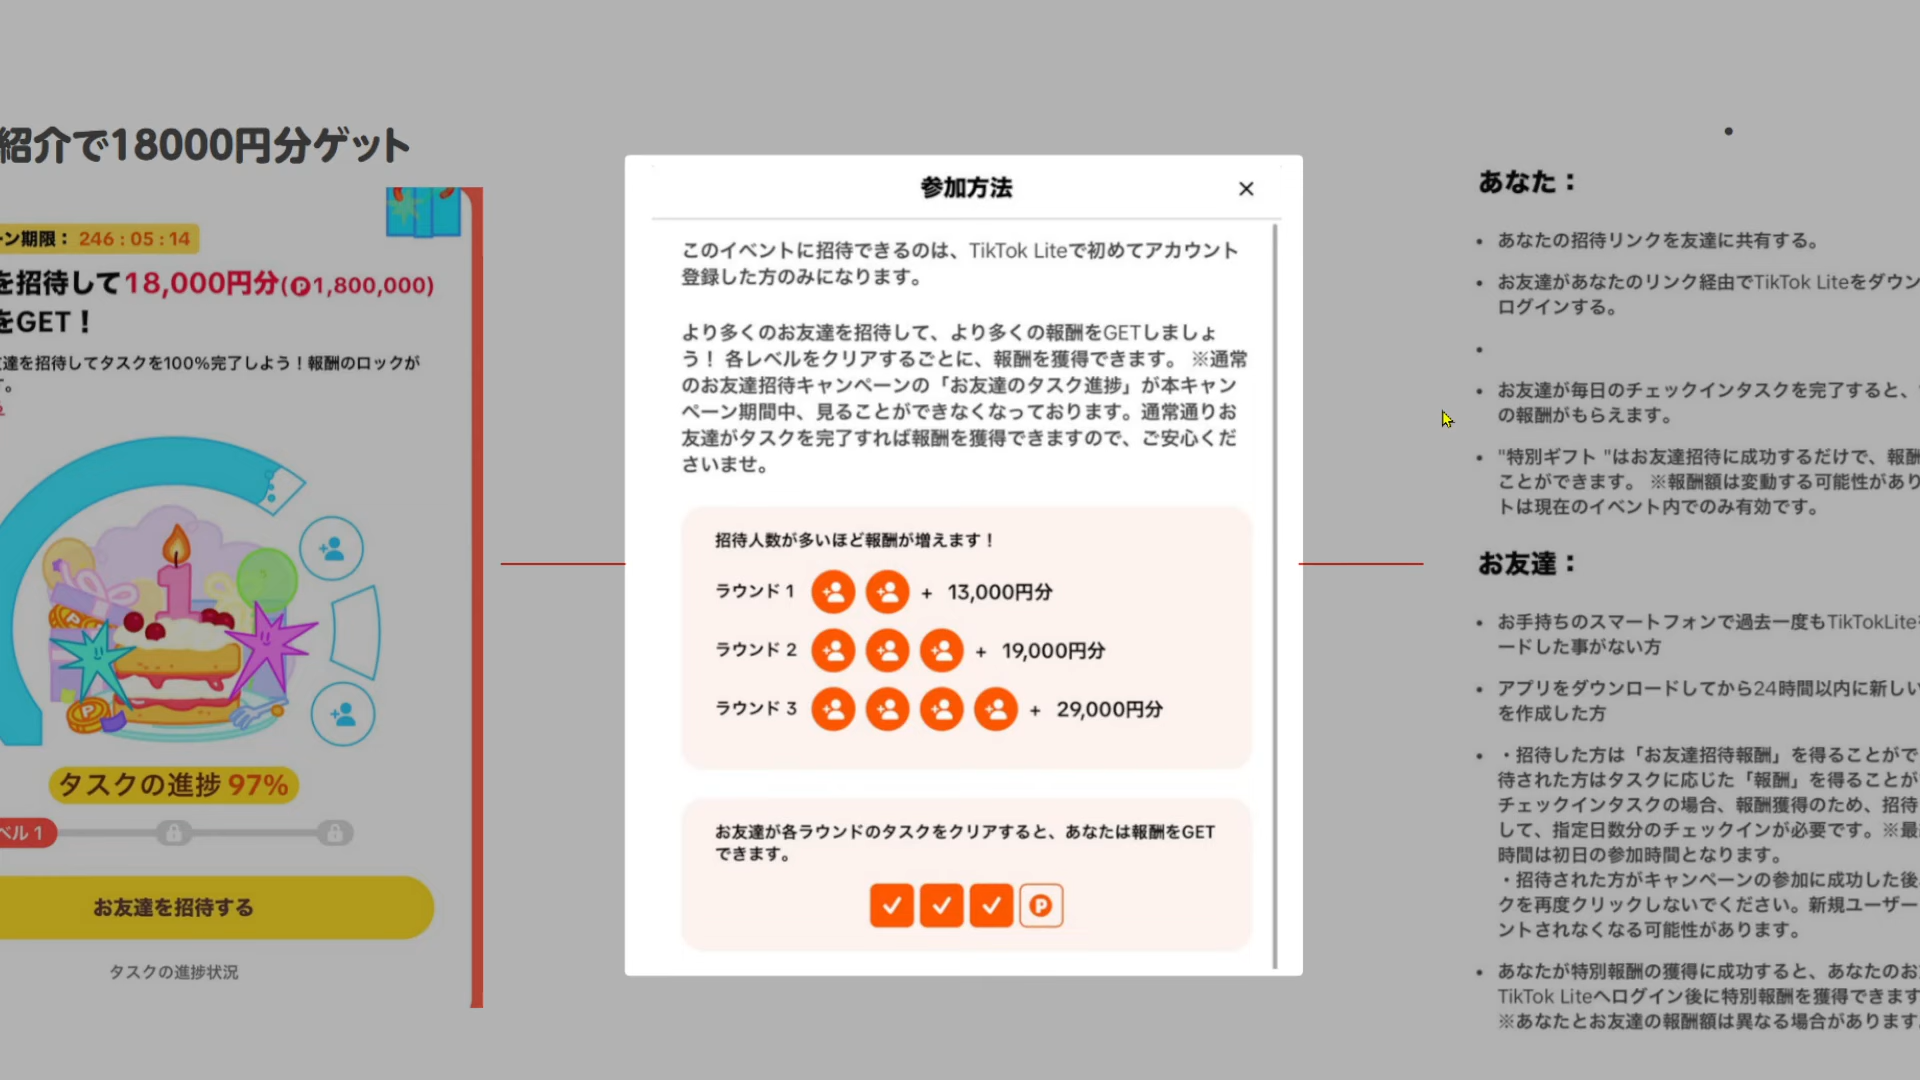 紹介で18000円分ゲット
ーン期限： 246 : 05 : 14
を招待して18,000円分(P1,800,000)
をGET！
達を招待してタスクを100%完了しよう！報酬のロックが
す。
タスクの進捗 97%
ベル 1
お友達を招待する
タスクの進捗状況
参加方法
このイベントに招待できるのは、TikTok Liteで初めてアカウント
登録した方のみになります。
より多くのお友達を招待して、より多くの報酬をGETしましょ
う！ 各レベルをクリアするごとに、報酬を獲得できます。 ※通常
のお友達招待キャンペーンの「お友達のタスク進捗」が本キャン
ペーン期間中、見ることができなくなっております。通常通りお
友達がタスクを完了すれば報酬を獲得できますので、ご安心くだ
さいませ。
招待人数が多いほど報酬が増えます！
ラウンド 1 + 13,000円分
ラウンド 2 + 19,000円分
ラウンド 3 + 29,000円分
お友達が各ラウンドのタスクをクリアすると、あなたは報酬をGET
できます。
あなた：
• あなたの招待リンクを友達に共有する。
• お友達があなたのリンク経由でTikTok Liteをダウン
ログインする。
• お友達が毎日のチェックインタスクを完了すると、
の報酬がもらえます。
• "特別ギフト "はお友達招待に成功するだけで、報酬
ことができます。 ※報酬額は変動する可能性があり
トは現在のイベント内でのみ有効です。
お友達：
• お手持ちのスマートフォンで過去一度もTikTokLite
ードした事がない方
• アプリをダウンロードしてから24時間以内に新しい
を作成した方
• ・招待した方は「お友達招待報酬」を得ることがで
待された方はタスクに応じた「報酬」を得ることが
チェックインタスクの場合、報酬獲得のため、招待
して、指定日数分のチェックインが必要です。※最
時間は初日の参加時間となります。
・招待された方がキャンペーンの参加に成功した後
クを再度クリックしないでください。新規ユーザー
ントされなくなる可能性があります。
• あなたが特別報酬の獲得に成功すると、あなたのお
TikTok Liteへログイン後に特別報酬を獲得できます
※あなたとお友達の報酬額は異なる場合があります。